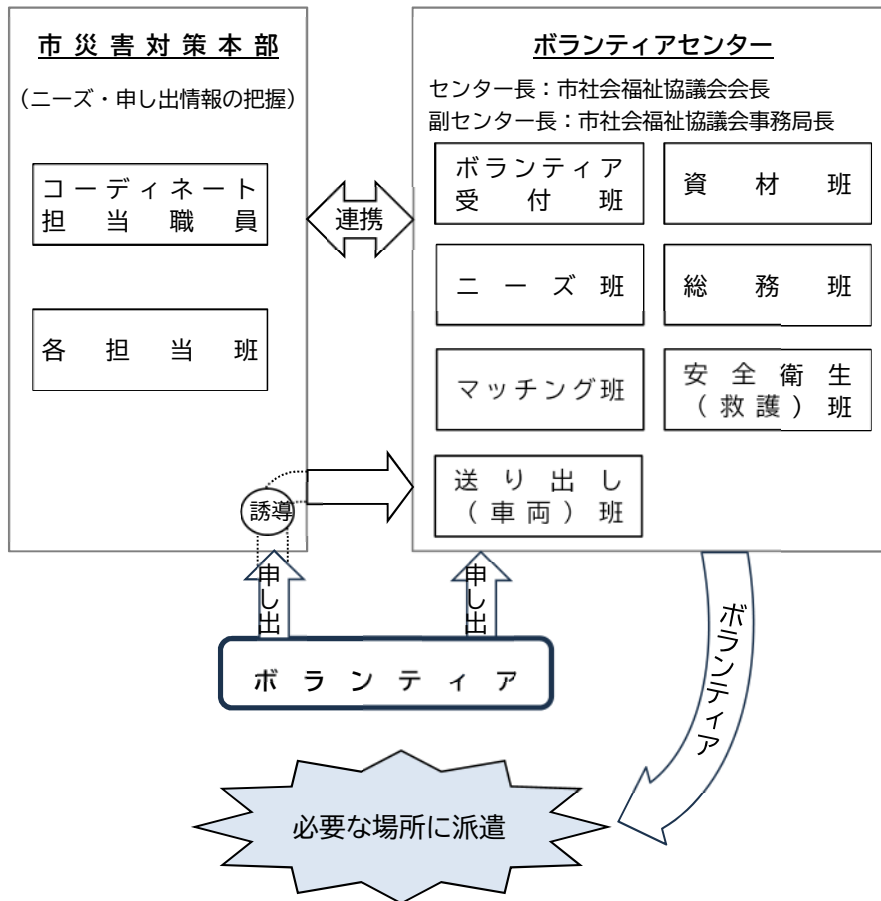 市災害対策本部
（ニーズ・申し出情報の把握）
コーディネート
担当職員
各担当班
連携
ボランティアセンター
センター長：市社会福祉協議会会長
副センター長：市社会福祉協議会事務局長
ボランティア
受付班
資材班
ニーズ班
総務班
マッチング班
安全衛生
（救護）班
送り出し
（車両）班
誘導
申し出
申し出
ボランティア
ボランティア
必要な場所に派遣